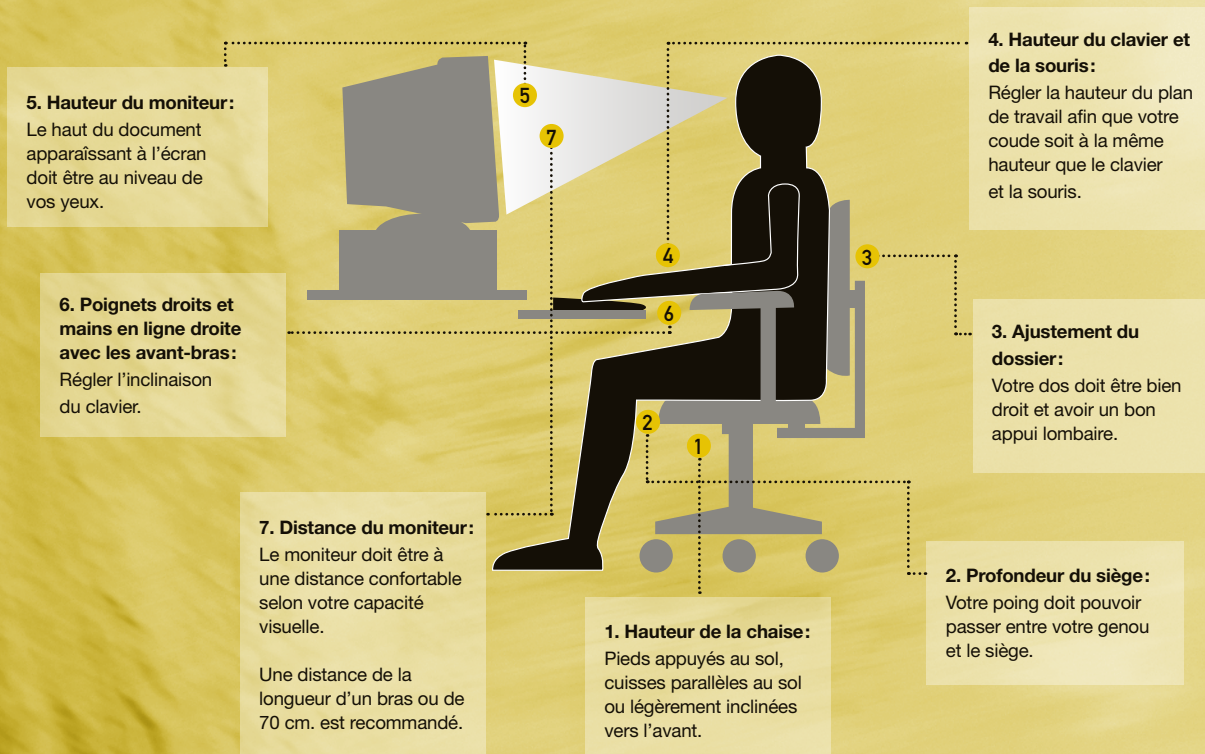 5. Hauteur du moniteur:
Le haut du document
apparaîssant à l'écran
doit être au niveau de
vos yeux.
4. Hauteur du clavier et
de la souris:
Régler la hauteur du plan
de travail afin que votre
coude soit à la même
hauteur que le clavier
et la souris.
5
7
4
3
6
2
1
6. Poignets droits et
mains en ligne droite
avec les avant-bras:
Régler l'inclinaison
du clavier.
3. Ajustement du
dossier:
Votre dos doit être bien
droit et avoir un bon
appui lombaire.
7. Distance du moniteur:
Le moniteur doit être à
une distance confortable
selon votre capacité
visuelle.
Une distance de la
longueur d'un bras ou de
70 cm. est recommandé.
1. Hauteur de la chaise:
Pieds appuyés au sol,
cuisses parallèles au sol
ou légèrement inclinées
vers l'avant.
2. Profondeur du siège:
Votre poing doit pouvoir
passer entre votre genou
et le siège.